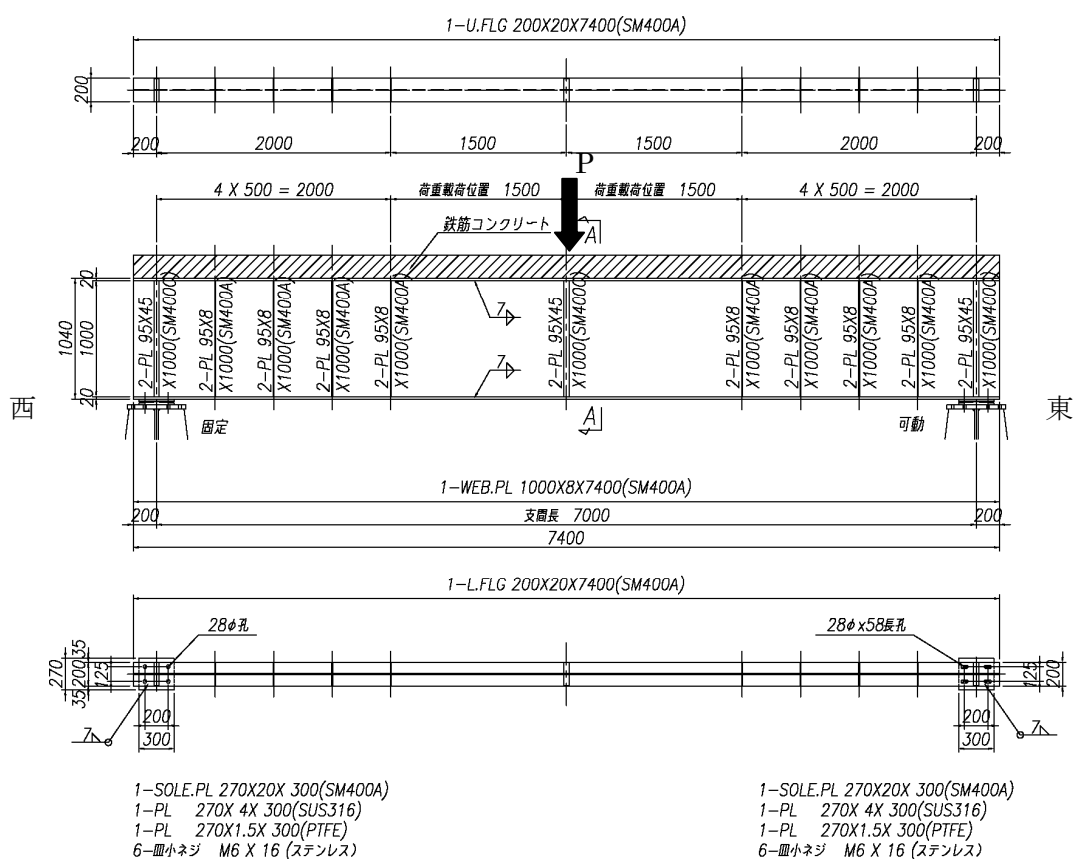 1-U.FLG 200X20X7400(SM400A)
200
200 2000 1500 1500 2000 200
P
4 X 500 = 2000 荷重載荷位置 1500 荷重載荷位置 1500 4 X 500 = 2000
鉄筋コンクリート
A
20
1040
1000
20
2-PL 95X45
X1000(SM400C)
2-PL 95X8
X1000(SM400A)
2-PL 95X8
X1000(SM400A)
2-PL 95X8
X1000(SM400A)
2-PL 95X8
X1000(SM400A)
7
7
2-PL 95X45
X1000(SM400C)
2-PL 95X8
X1000(SM400A)
2-PL 95X8
X1000(SM400A)
2-PL 95X8
X1000(SM400A)
2-PL 95X8
X1000(SM400A)
2-PL 95X45
X1000(SM400C)
西
東
固定
A
可動
1-WEB.PL 1000X8X7400(SM400A)
200 支間長 7000 200
7400
1-L.FLG 200X20X7400(SM400A)
28φ孔
28φx58長孔
35
270
200
125
35
125
200
7
200
300
200
300
7
1-SOLE.PL 270X20X 300(SM400A)
1-PL 270X 4X 300(SUS316)
1-PL 270X1.5X 300(PTFE)
6-皿小ネジ M6 X 16 (ステンレス)
1-SOLE.PL 270X20X 300(SM400A)
1-PL 270X 4X 300(SUS316)
1-PL 270X1.5X 300(PTFE)
6-皿小ネジ M6 X 16 (ステンレス)